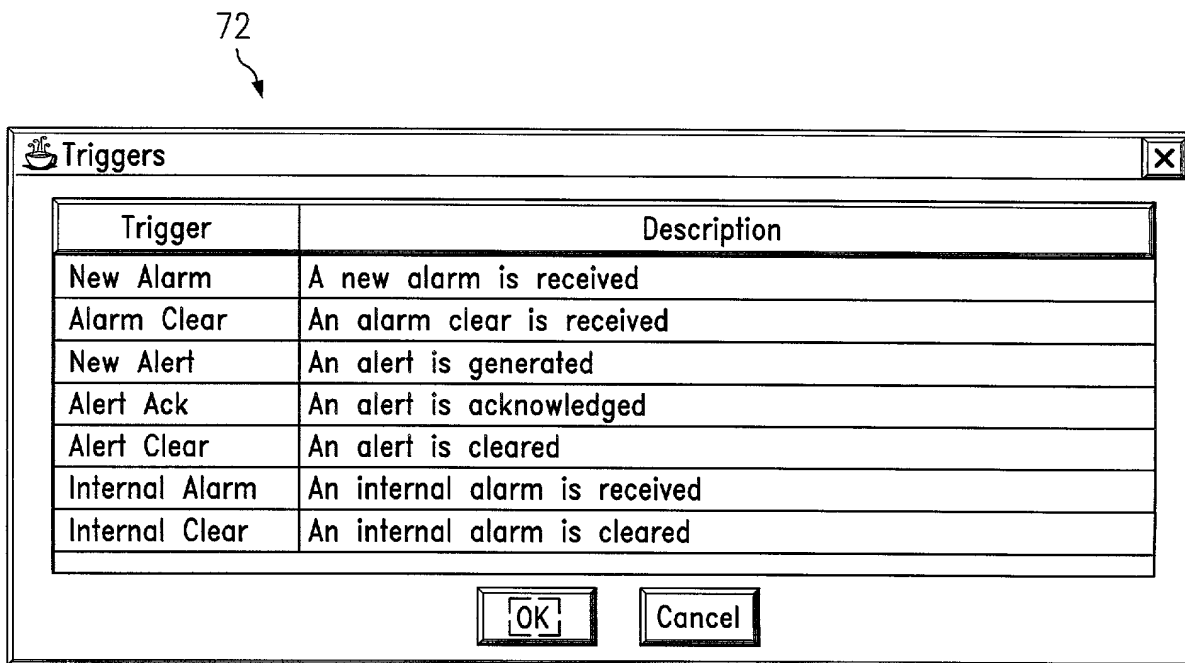 72
Triggers
Trigger Description
New Alarm A new alarm is received
Alarm Clear An alarm clear is received
New Alert An alert is generated
Alert Ack An alert is acknowledged
Alert Clear An alert is cleared
Internal Alarm An internal alarm is received
Internal Clear An internal alarm is cleared
OK Cancel